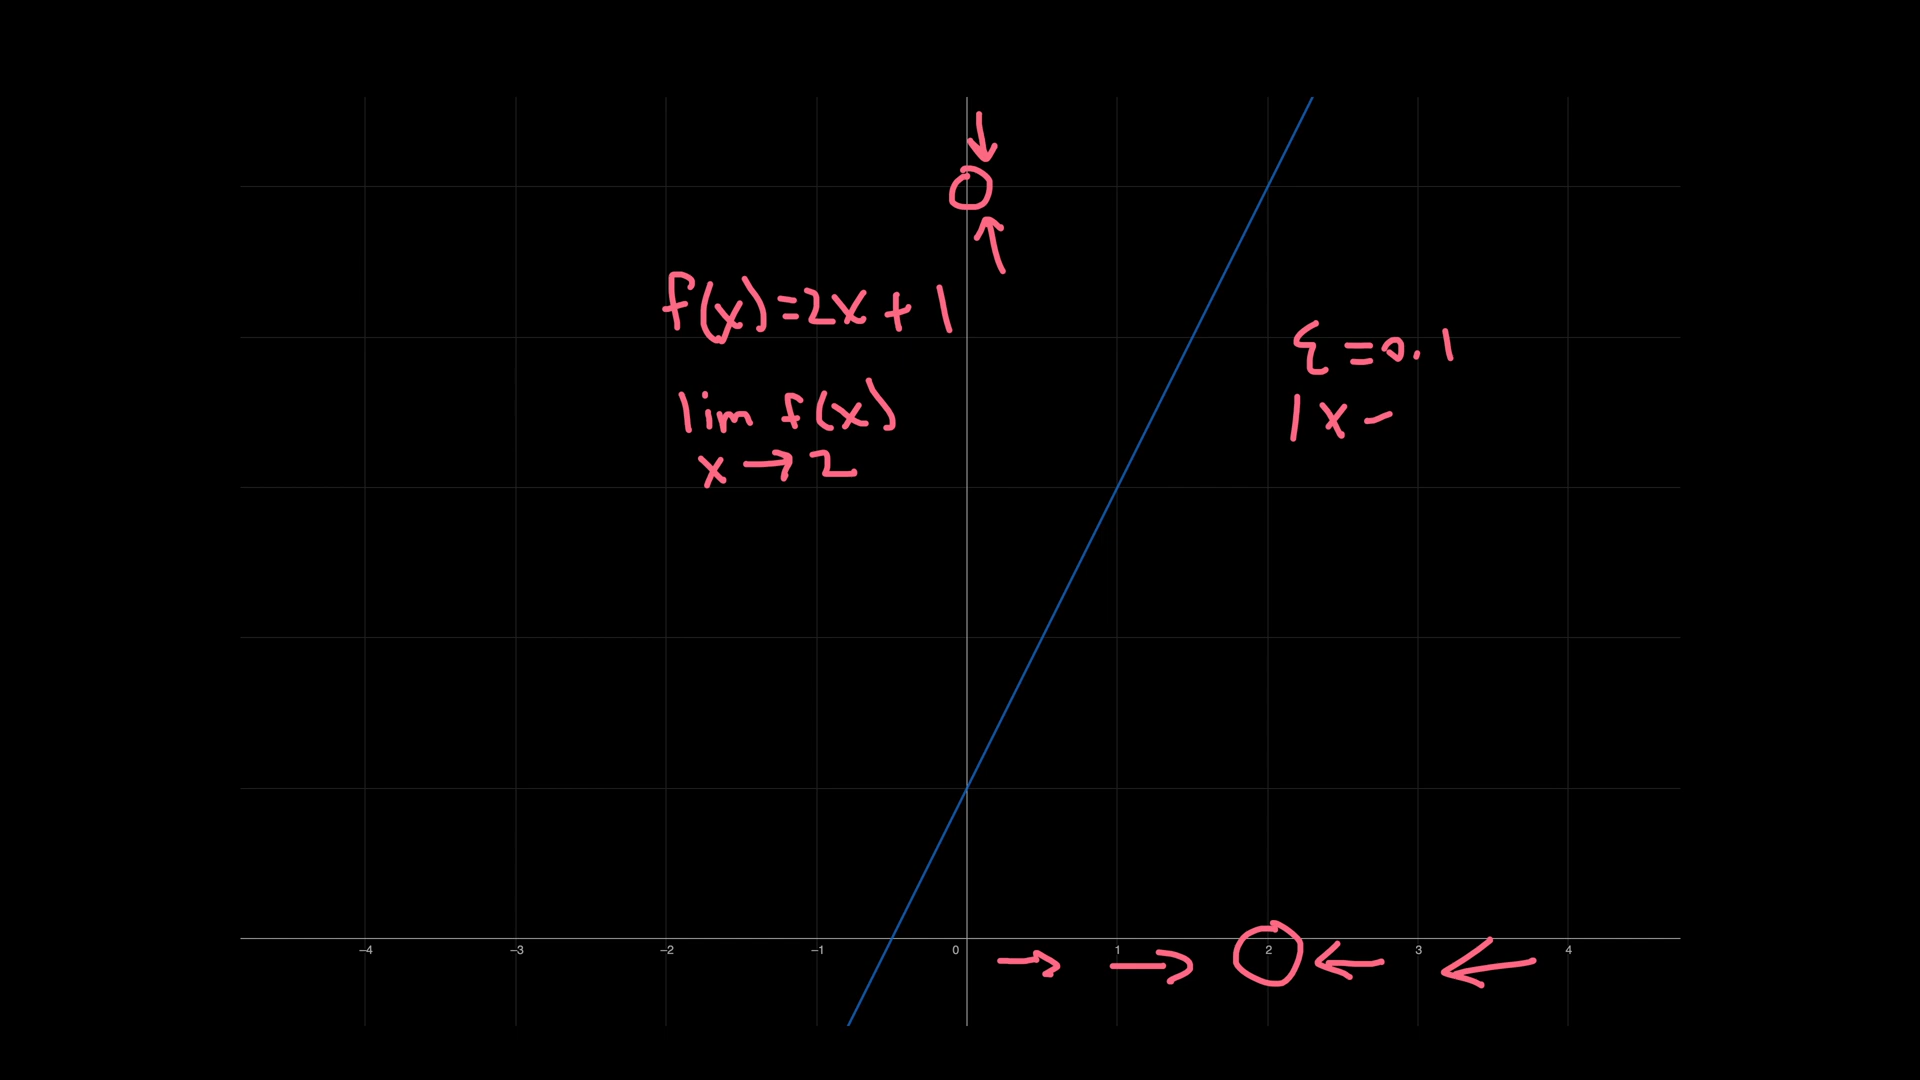 f(x)=2x+1
lim f(x)
x→2
ξ=0.1
|x-
-4 -3 -2 -1 0 1 2 3 4